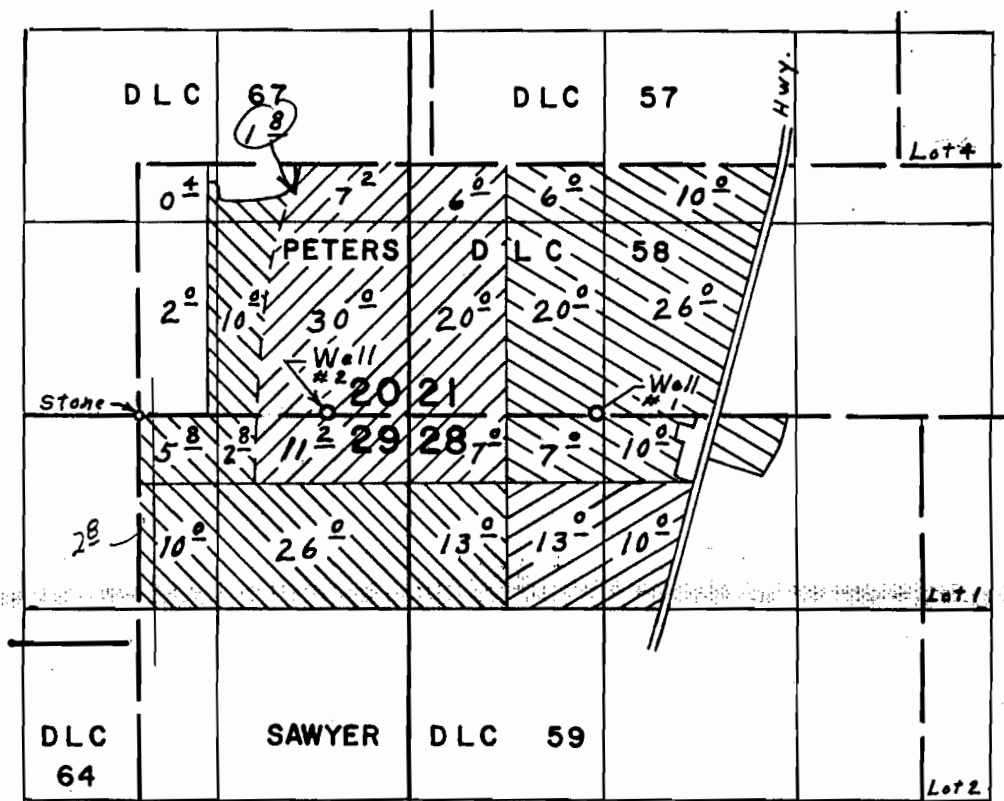 DLC 67 DLC 57 Hwy.
1 8
Lot 4
0 4 7 2 6 0 6 0 10 0
PETERS DLC 58
2 0 10 0 30 0 20 0 20 0 26 0
Well #2 Well #1
Stone 20 21
29 28
5 8 2 8 11 2 7 0 7 0 10 0
2 8 10 0 26 0 13 0 13 0 10 0
Lot 1
DLC 64 SAWYER DLC 59
Lot 2